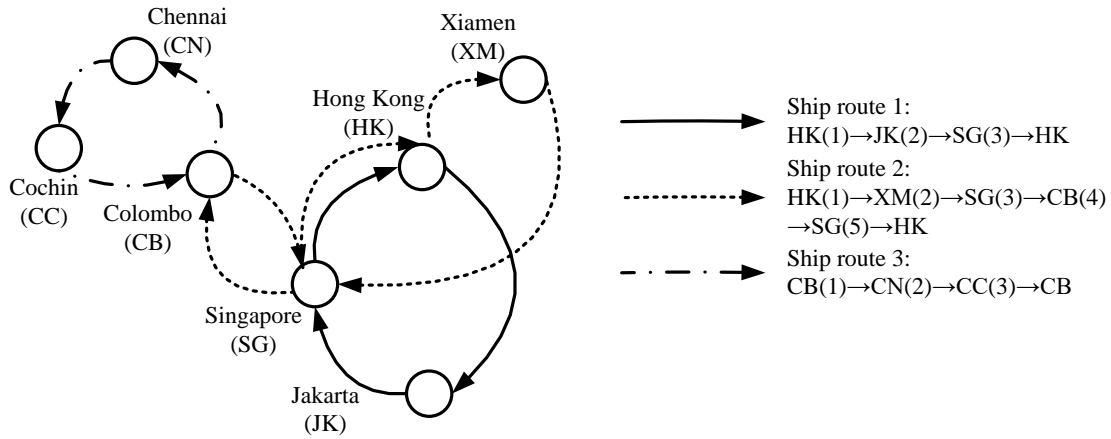 Chennai
(CN)
Xiamen
(XM)
Hong Kong
(HK)
Cochin
(CC)
Colombo
(CB)
Singapore
(SG)
Jakarta
(JK)
Ship route 1:
HK(1)→JK(2)→SG(3)→HK
Ship route 2:
HK(1)→XM(2)→SG(3)→CB(4)
→SG(5)→HK
Ship route 3:
CB(1)→CN(2)→CC(3)→CB